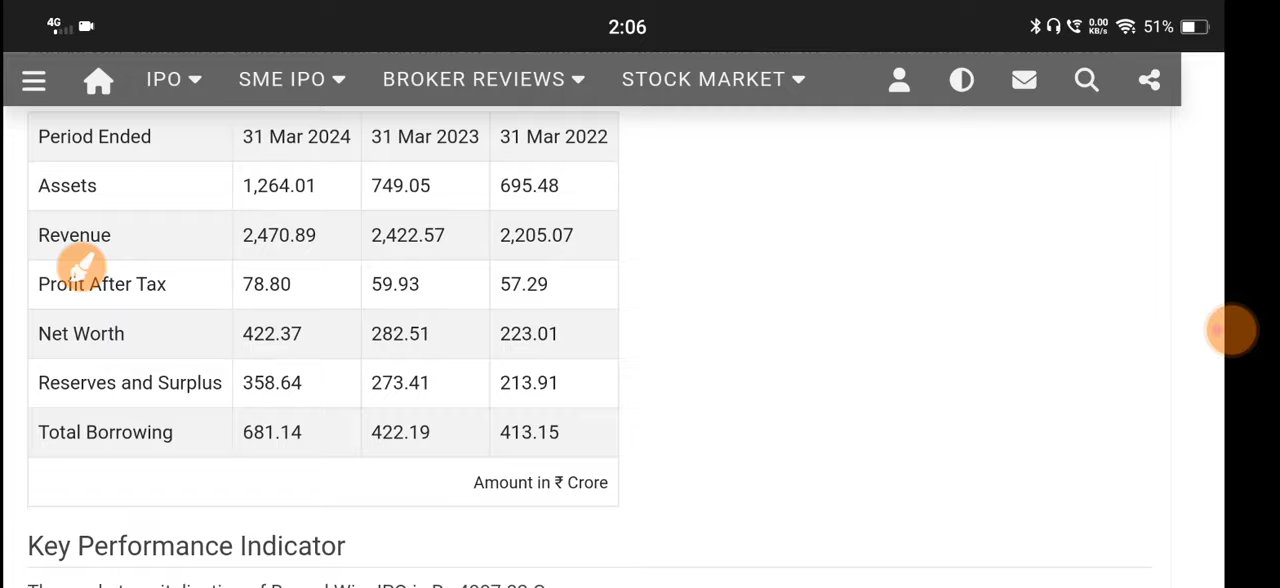 4G 2:06 0.00 KB/s 51%
IPO SME IPO BROKER REVIEWS STOCK MARKET
Period Ended 31 Mar 2024 31 Mar 2023 31 Mar 2022
Assets 1,264.01 749.05 695.48
Revenue 2,470.89 2,422.57 2,205.07
Profit After Tax 78.80 59.93 57.29
Net Worth 422.37 282.51 223.01
Reserves and Surplus 358.64 273.41 213.91
Total Borrowing 681.14 422.19 413.15
Amount in ₹ Crore
Key Performance Indicator